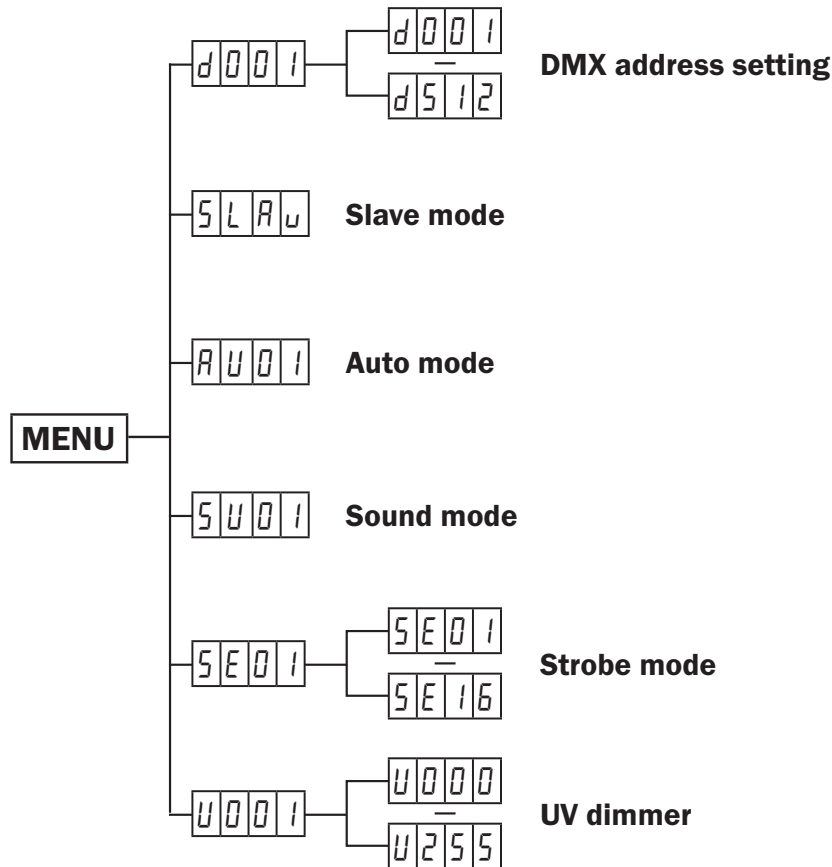 d001 d001 — d512 DMX address setting
SLAv Slave mode
AU01 Auto mode
MENU
SU01 Sound mode
SE01 SE01 — SE16 Strobe mode
U001 U000 — U255 UV dimmer